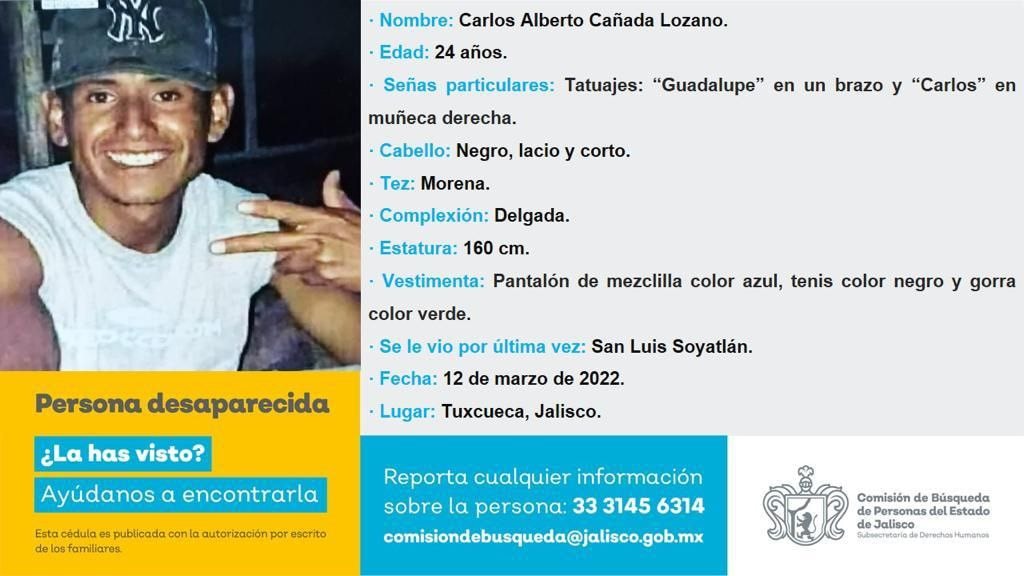 NY
· Nombre: Carlos Alberto Cañada Lozano.
· Edad: 24 años.
· Señas particulares: Tatuajes: “Guadalupe” en un brazo y “Carlos” en
muñeca derecha.
· Cabello: Negro, lacio y corto.
· Tez: Morena.
· Complexión: Delgada.
· Estatura: 160 cm.
· Vestimenta: Pantalón de mezclilla color azul, tenis color negro y gorra
color verde.
· Se le vio por última vez: San Luis Soyatlán.
· Fecha: 12 de marzo de 2022.
· Lugar: Tuxcueca, Jalisco.
Persona desaparecida
¿La has visto?
Ayúdanos a encontrarla
Esta cédula es publicada con la autorización por escrito
de los familiares.
Reporta cualquier información
sobre la persona: 33 3145 6314
comisiondebusqueda@jalisco.gob.mx
Comisión de Búsqueda
de Personas del Estado
de Jalisco
Subsecretaría de Derechos Humanos